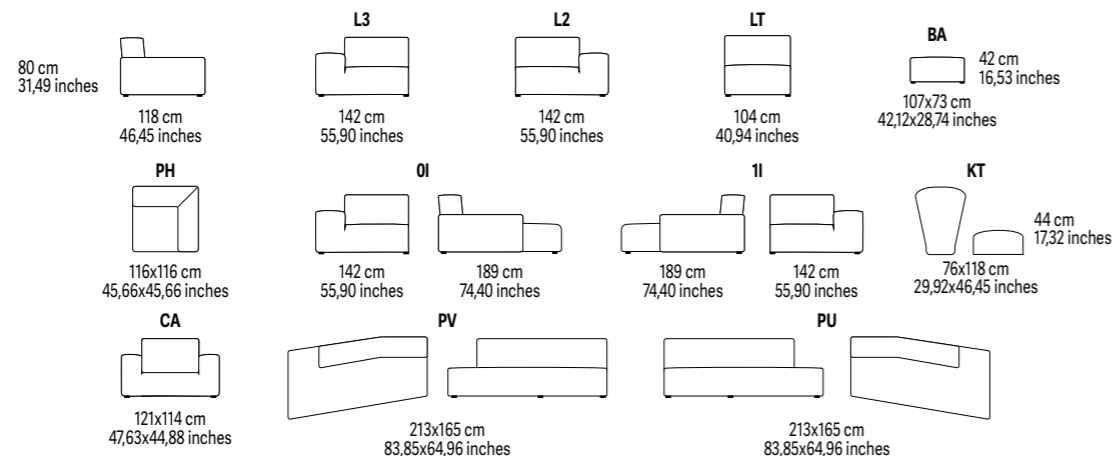 80 cm
31,49 inches
118 cm
46,45 inches
L3
142 cm
55,90 inches
L2
142 cm
55,90 inches
LT
104 cm
40,94 inches
BA
42 cm
16,53 inches
107x73 cm
42,12x28,74 inches
PH
116x116 cm
45,66x45,66 inches
0I
142 cm
55,90 inches
189 cm
74,40 inches
1I
189 cm
74,40 inches
142 cm
55,90 inches
KT
44 cm
17,32 inches
76x118 cm
29,92x46,45 inches
CA
121x114 cm
47,63x44,88 inches
PV
213x165 cm
83,85x64,96 inches
PU
213x165 cm
83,85x64,96 inches